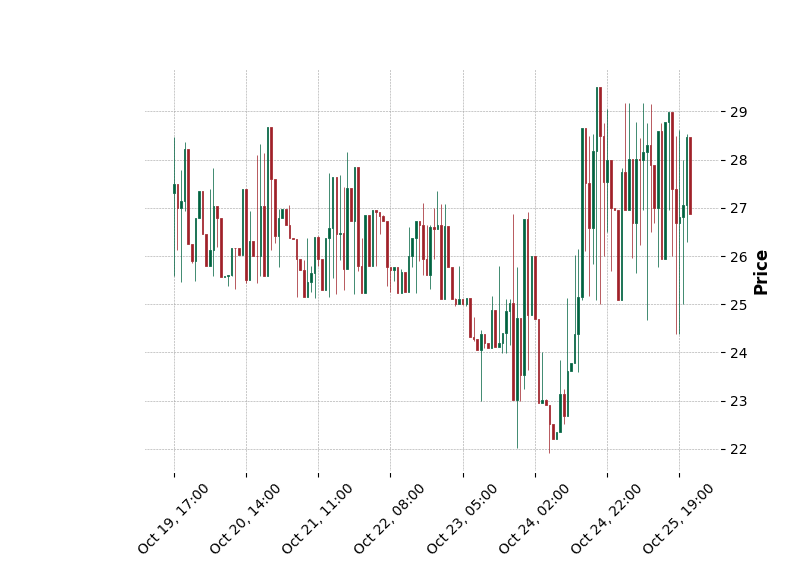 29
28
27
26
25
24
23
22
Price
Oct 19, 17:00
Oct 20, 14:00
Oct 21, 11:00
Oct 22, 08:00
Oct 23, 05:00
Oct 24, 02:00
Oct 24, 22:00
Oct 25, 19:00